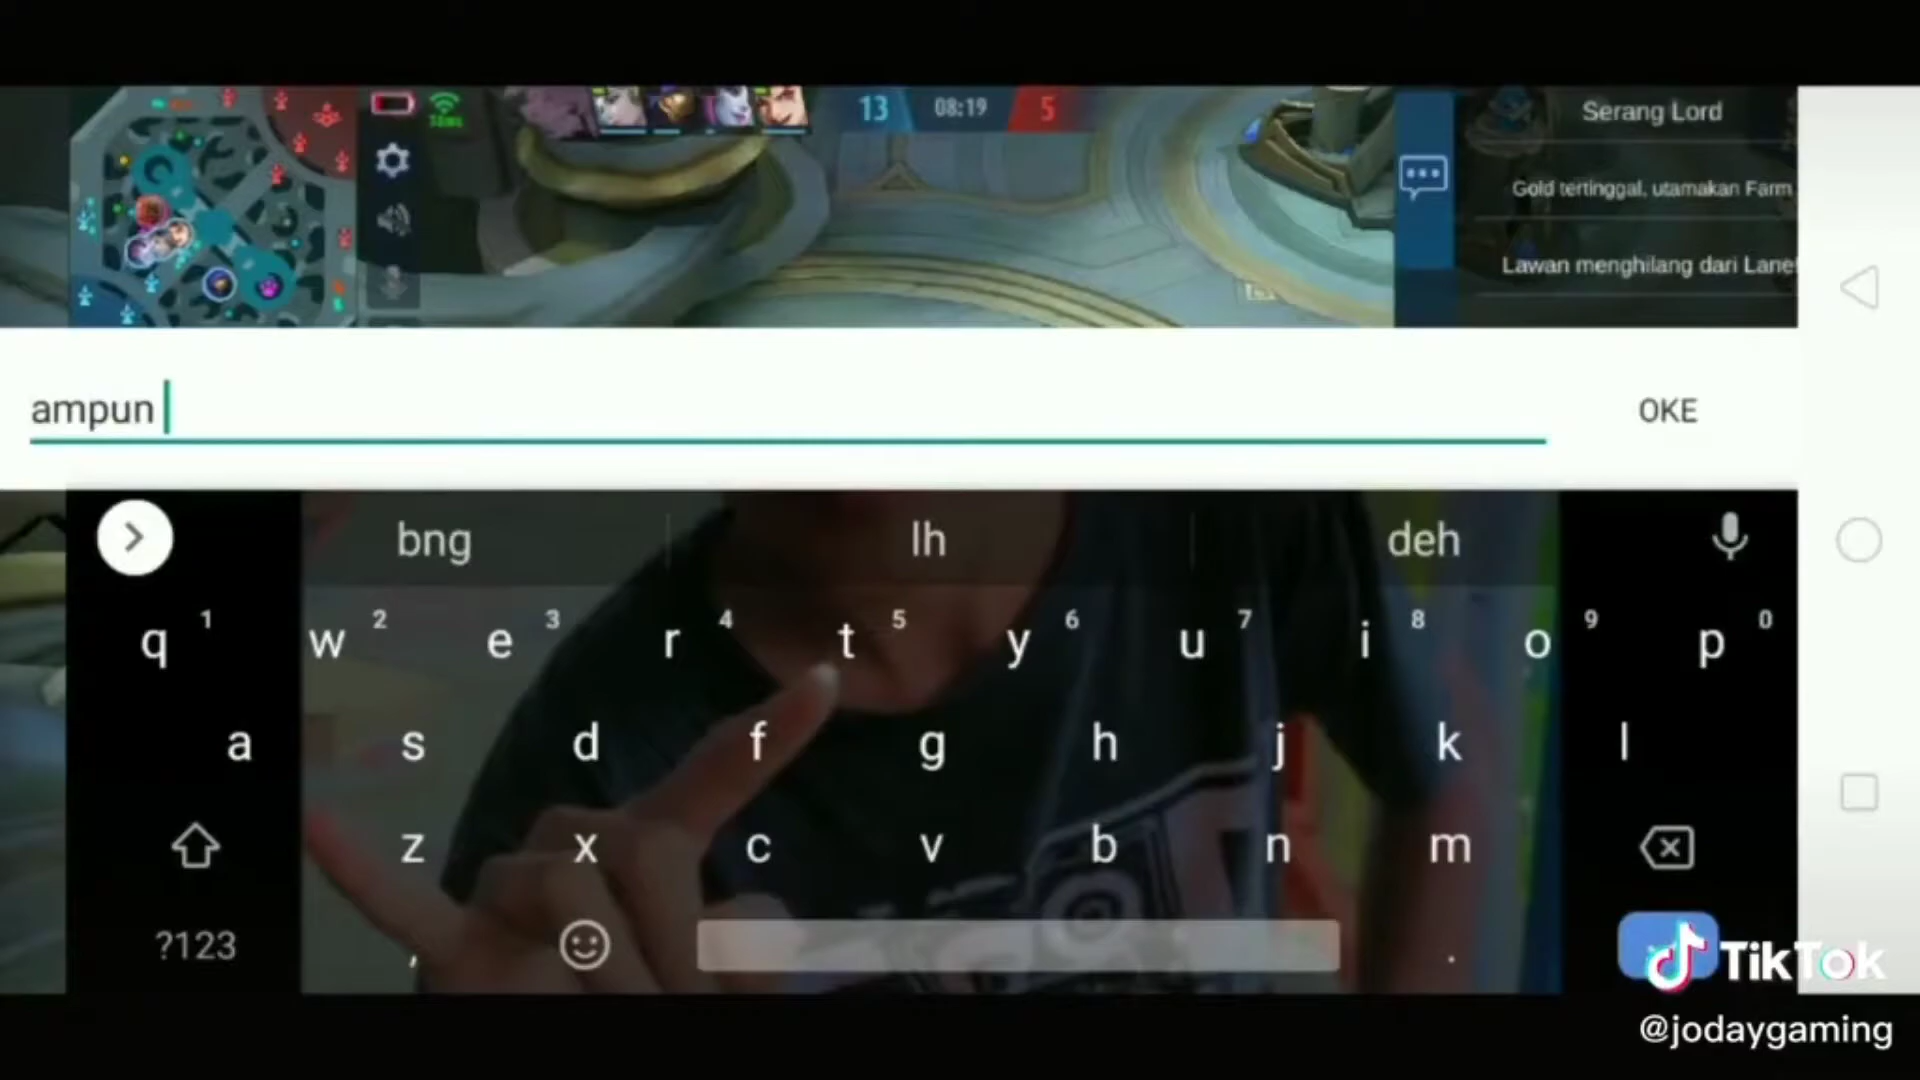 13 08:19 5
Serang Lord
Gold tertinggal, utamakan Farm
Lawan menghilang dari Lane!
ampun
OKE
bng lh deh
q 1 w 2 e 3 r 4 t 5 y 6 u 7 i 8 o 9 p 0
a s d f g h j k l
z x c v b n m
?123 , .
TikTok
@jodaygaming